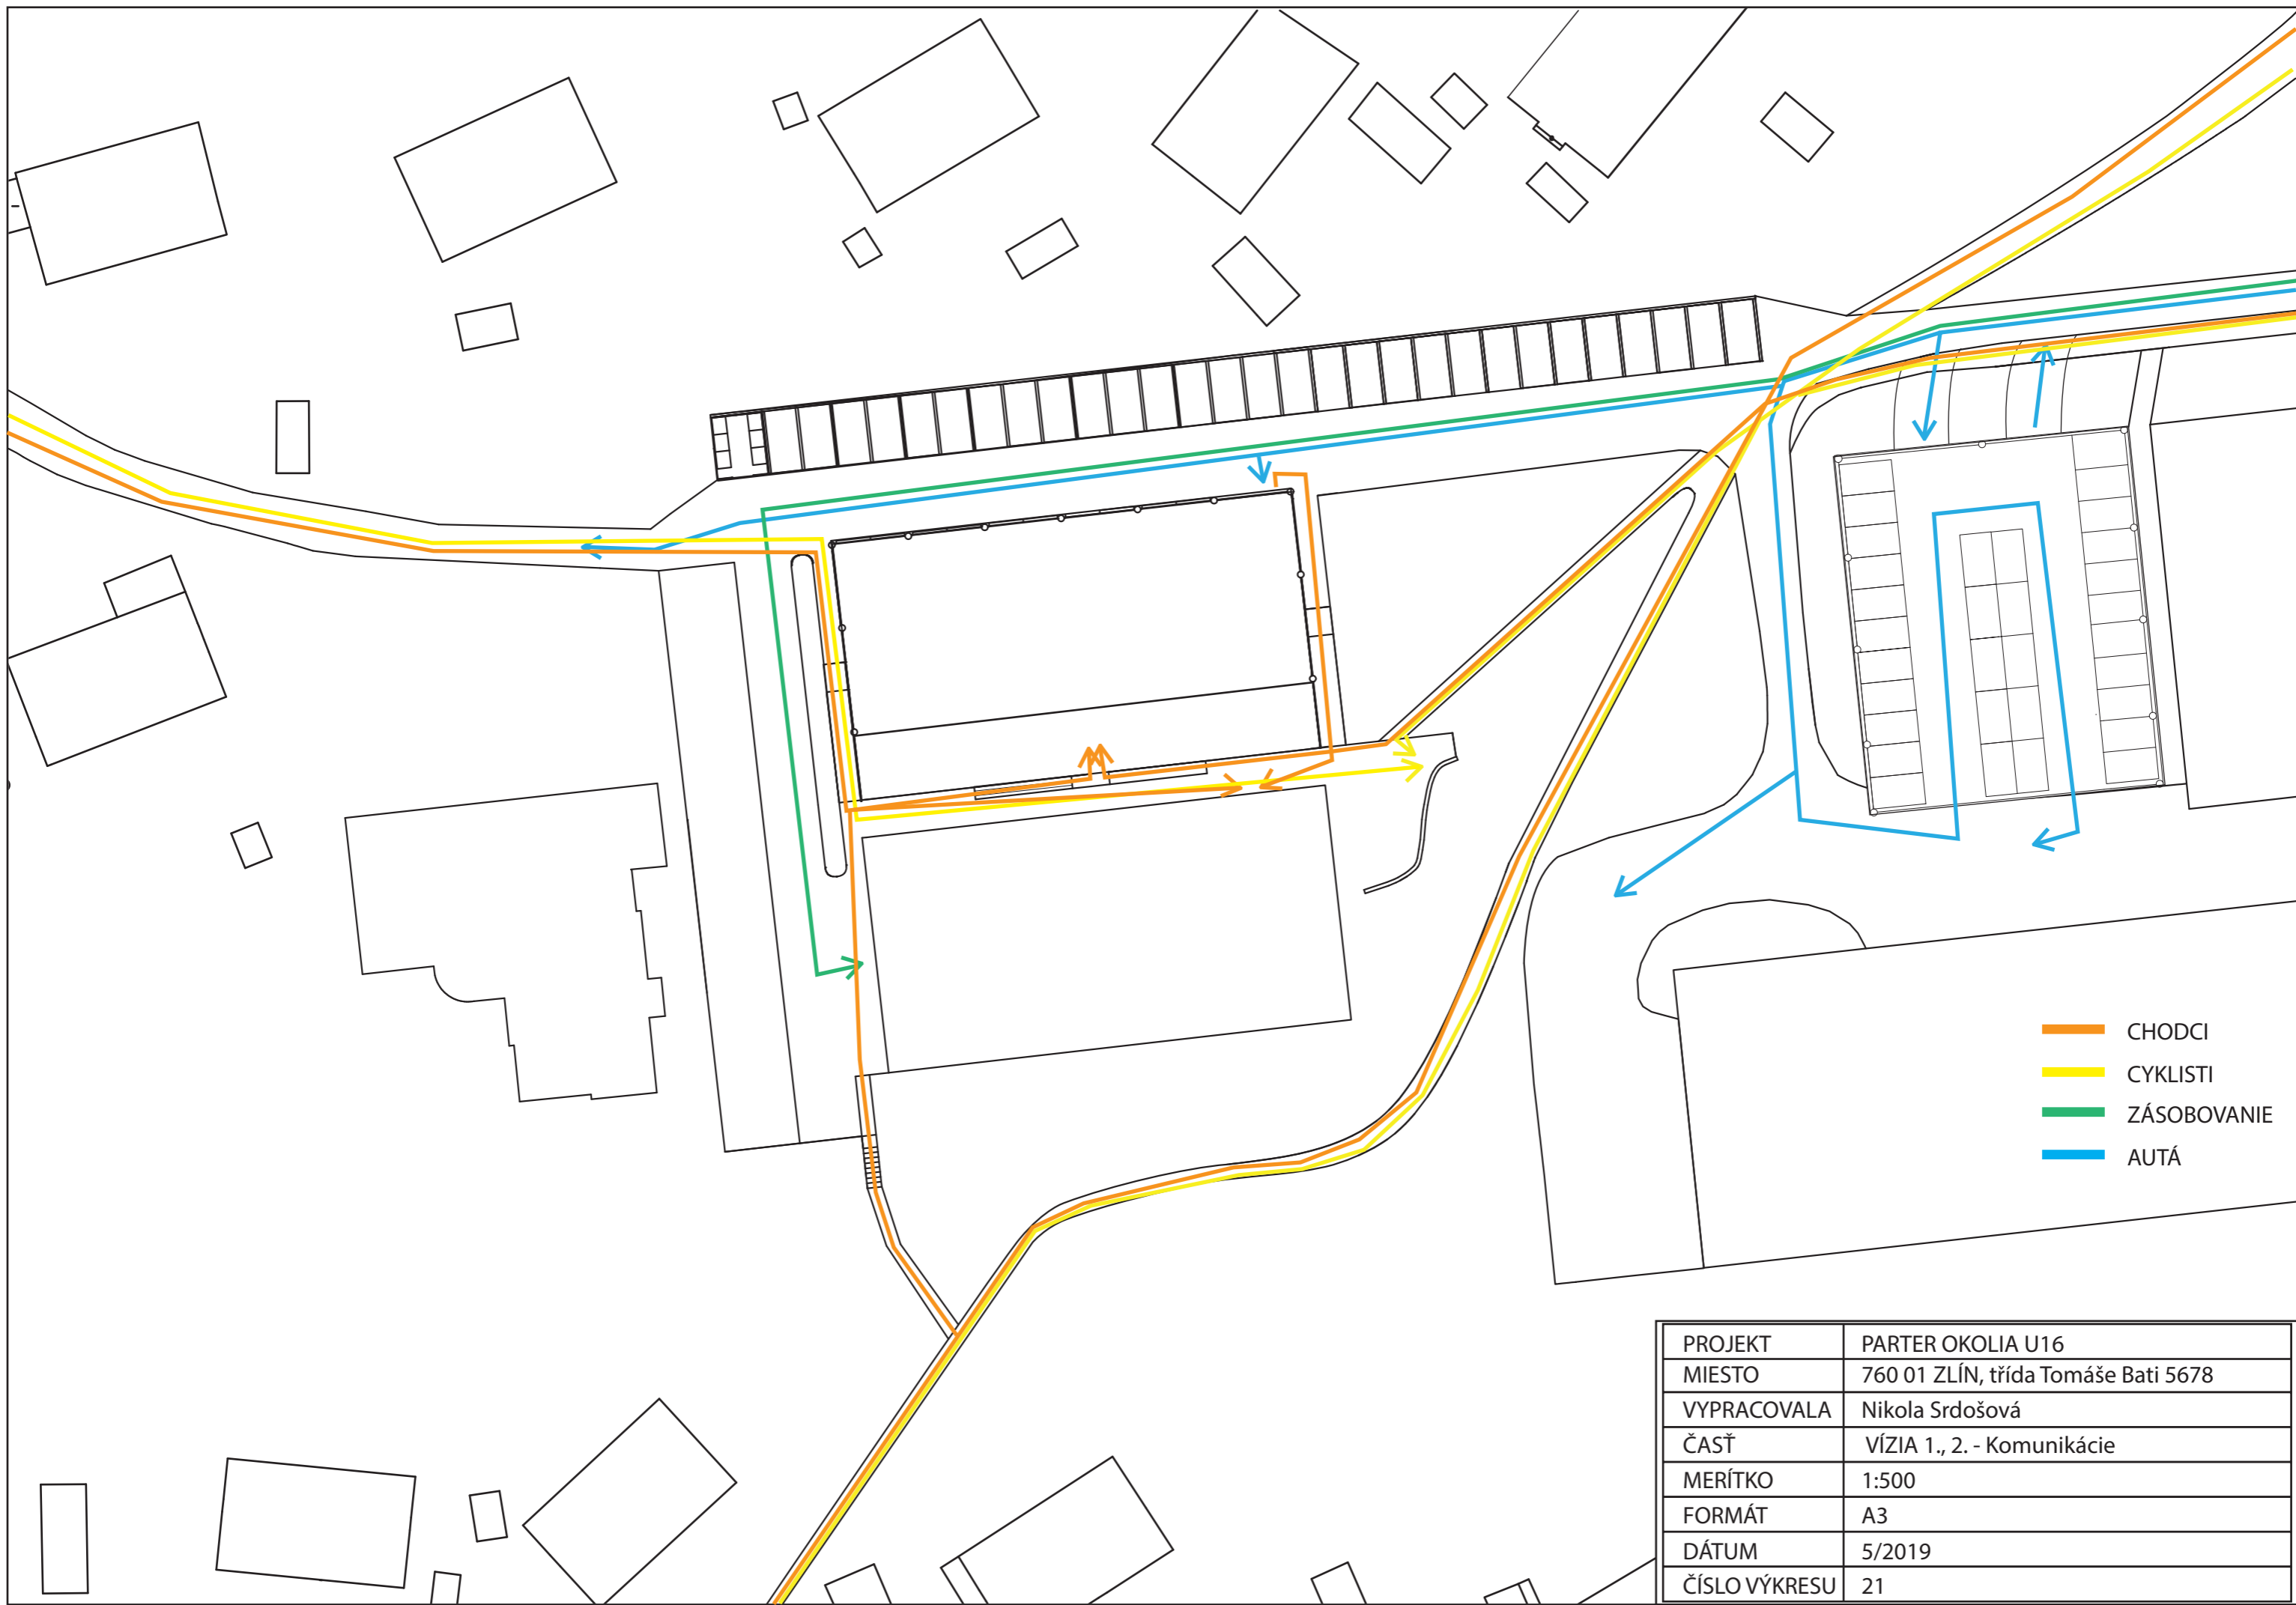 CHODCI
CYKLISTI
ZÁSOBOVANIE
AUTÁ
PROJEKT PARTER OKOLIA U16
MIESTO 760 01 ZLÍN, třída Tomáše Bati 5678
VYPRACOVALA Nikola Srdošová
ČASŤ VÍZIA 1., 2. - Komunikácie
MERÍTKO 1:500
FORMÁT A3
DÁTUM 5/2019
ČÍSLO VÝKRESU 21